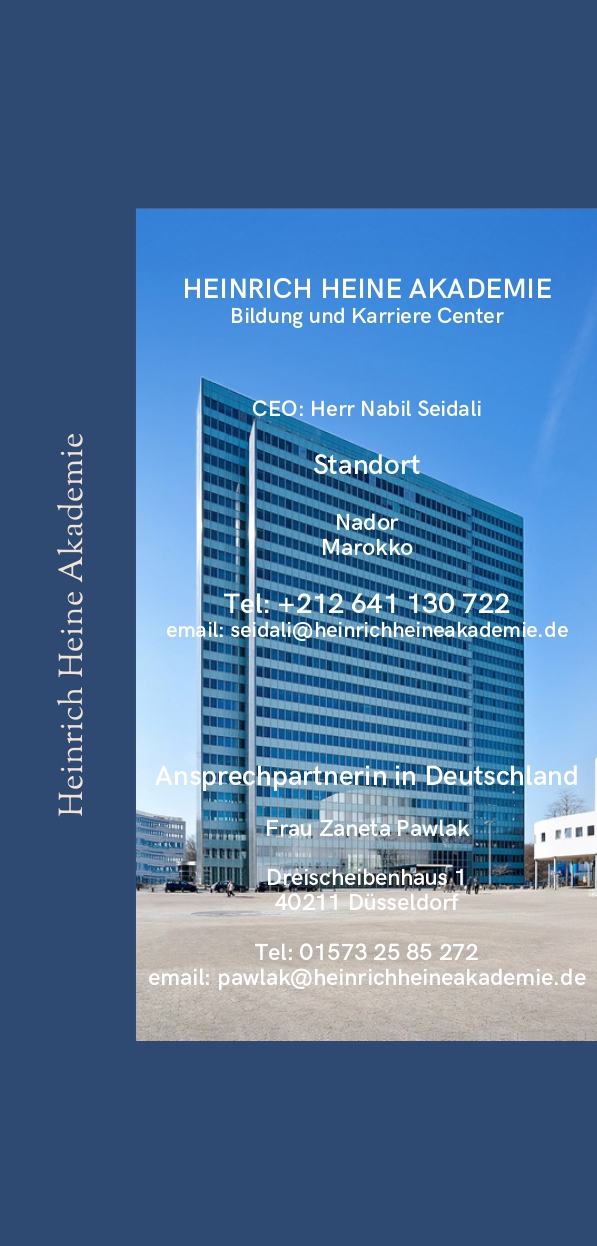 Heinrich Heine Akademie
HEINRICH HEINE AKADEMIE
Bildung und Karriere Center
CEO: Herr Nabil Seidali
Standort
Nador
Marokko
Tel: +212 641 130 722
email: seidali@heinrichheineakademie.de
Ansprechpartnerin in Deutschland
Frau Zaneta Pawlak
Dreischeibenhaus 1
40211 Düsseldorf
Tel: 01573 25 85 272
email: pawlak@heinrichheineakademie.de